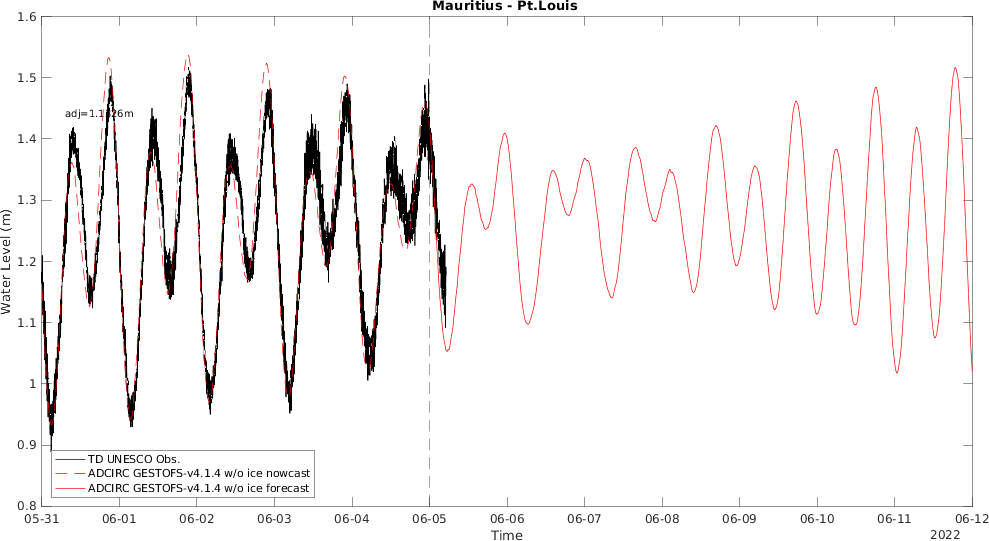 Mauritius - Pt.Louis
1.6
1.5
1.4
1.3
1.2
1.1
1
0.9
0.8
Water Level (m)
TD UNESCO Obs.
ADCIRC GESTOFS-v4.1.4 w/o ice nowcast
ADCIRC GESTOFS-v4.1.4 w/o ice forecast
05-31 06-01 06-02 06-03 06-04 06-05 06-06 06-07 06-08 06-09 06-10 06-11 06-12
Time
2022